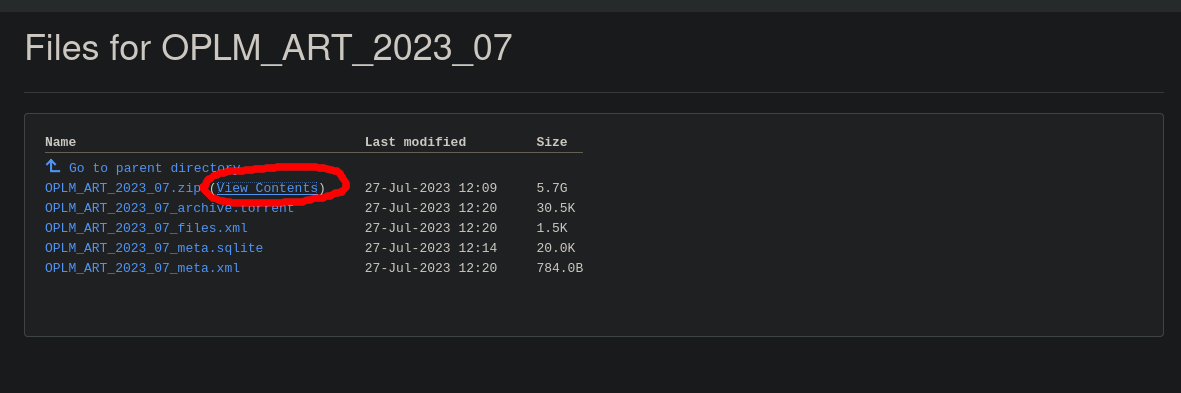 Files for OPLM_ART_2023_07
Name Last modified Size
Go to parent directory
OPLM_ART_2023_07.zip (View Contents) 27-Jul-2023 12:09 5.7G
OPLM_ART_2023_07_archive.torrent 27-Jul-2023 12:20 30.5K
OPLM_ART_2023_07_files.xml 27-Jul-2023 12:20 1.5K
OPLM_ART_2023_07_meta.sqlite 27-Jul-2023 12:14 20.0K
OPLM_ART_2023_07_meta.xml 27-Jul-2023 12:20 784.0B